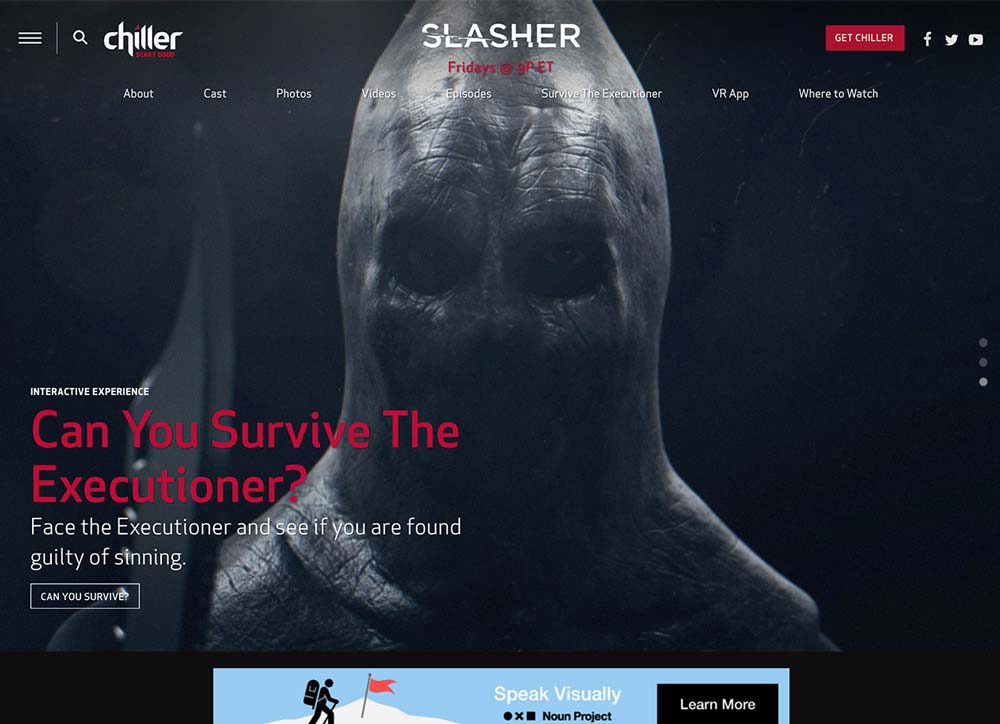 chiller
SCARY GOOD
SLASHER
Fridays @ 9P ET
GET CHILLER
About Cast Photos Videos Episodes Survive The Executioner VR App Where to Watch
INTERACTIVE EXPERIENCE
Can You Survive The
Executioner?
Face the Executioner and see if you are found
guilty of sinning.
CAN YOU SURVIVE?
Speak Visually
Noun Project
Learn More